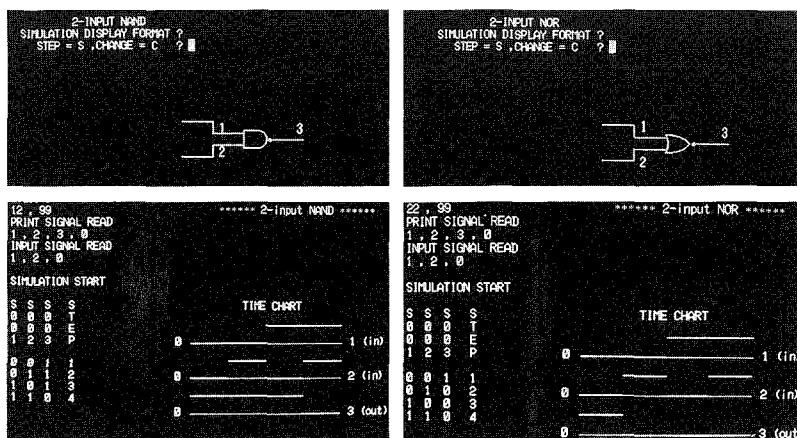 2-INPUT NAND
SIMULATION DISPLAY FORMAT ?
STEP = S ,CHANGE = C ?
1
3
2
2-INPUT NOR
SIMULATION DISPLAY FORMAT ?
STEP = S ,CHANGE = C ?
1
3
2
12 , 99
****** 2-input NAND ******
PRINT SIGNAL READ
1 , 2 , 3 , 0
INPUT SIGNAL READ
1 , 2 , 0
SIMULATION START
TIME CHART
S S S S
0 0 0 T
0 0 0 E
1 2 3 P
0 0 1 1
0 1 1 2
1 0 1 3
1 1 0 4
0 1 (in)
0 2 (in)
0 3 (out)
22 , 99
****** 2-input NOR ******
PRINT SIGNAL READ
1 , 2 , 3 , 0
INPUT SIGNAL READ
1 , 2 , 0
SIMULATION START
TIME CHART
S S S S
0 0 0 T
0 0 0 E
1 2 3 P
0 0 1 1
0 1 0 2
1 0 0 3
1 1 0 4
0 1 (in)
0 2 (in)
0 3 (out)